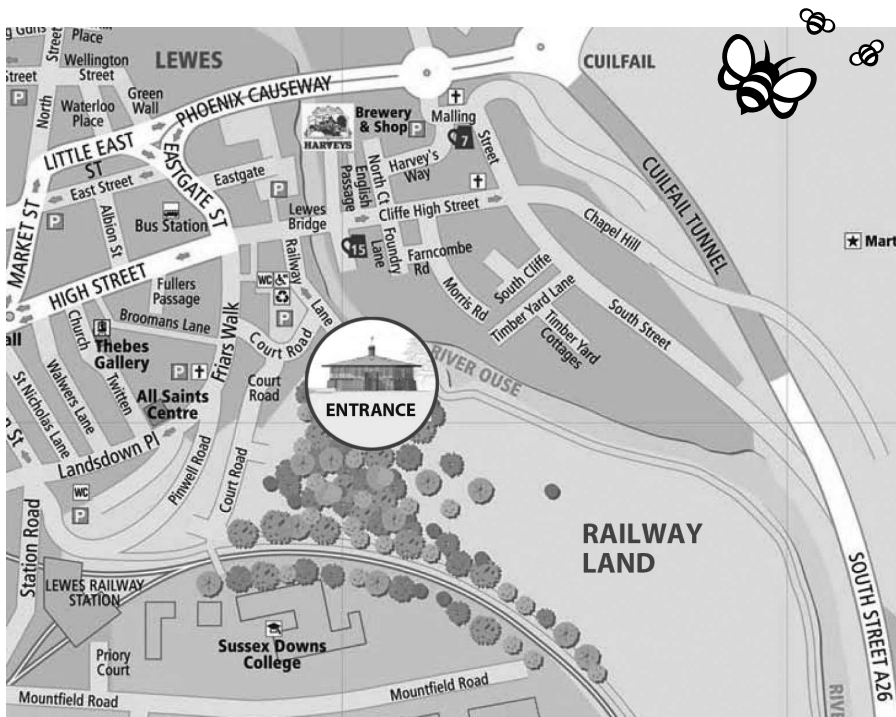 Place
Street
LEWES
CUILFAIL
Wellington
Street
Street
North
Waterloo
Place
Green
Wall
PHOENIX CAUSEWAY
HARVEYS
Brewery
& Shop
P
Malling
Street
7
LITTLE EAST
ST
EASTGATE ST
East Street
Eastgate
P
P
P
English
Passage
North Ct
Harvey's
Way
CUILFAIL TUNNEL
MARKET ST
Albion St
Bus Station
Lewes
Bridge
Cliffe High Street
Chapel Hill
Mart
HIGH STREET
Fullers
Passage
WC
P
Railway
Lane
15
Foundry
Lane
Farncombe
Rd
Morris Rd
South Cliffe
Timber Yard Lane
Timber Yard
Cottages
South Street
Broomans Lane
Church
Twitten
Thebes
Gallery
Friars Walk
Court Road
Court
Road
RIVER OUSE
ENTRANCE
St Nicholas Lane
Walwers Lane
P
All Saints
Centre
Landsdown Pl
Pinwell Road
Court Road
WC
P
Station Road
RAILWAY
LAND
LEWES RAILWAY
STATION
Sussex Downs
College
Priory
Court
Mountfield Road
Mountfield Road
SOUTH STREET A26
RIVER